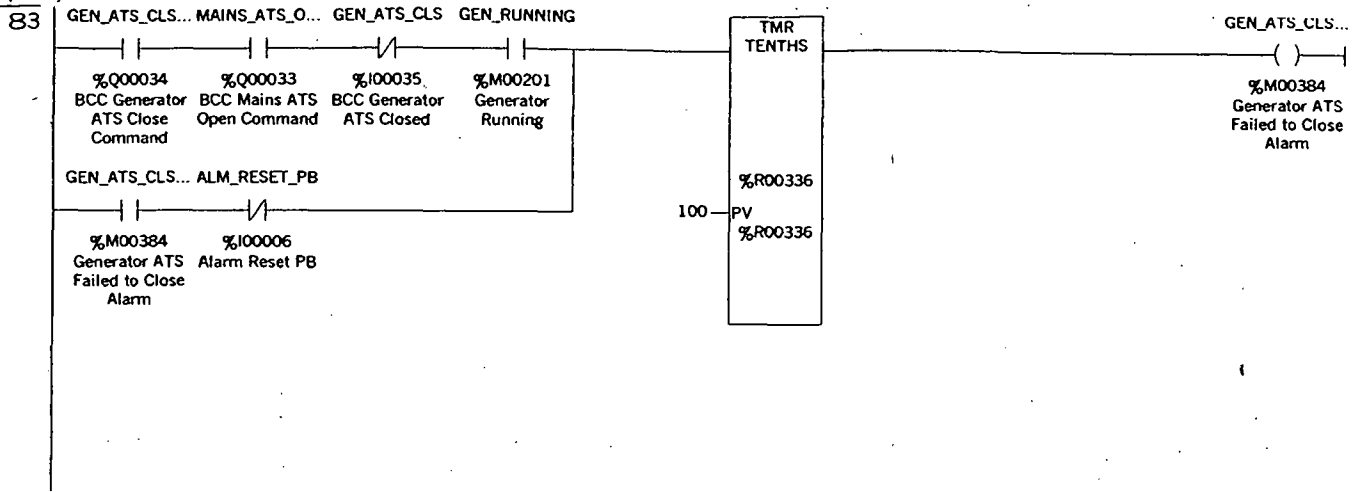 83
GEN_ATS_CLS... MAINS_ATS_O... GEN_ATS_CLS GEN_RUNNING
TMR
TENTHS
GEN_ATS_CLS...
%Q00034
BCC Generator
ATS Close
Command
%Q00033
BCC Mains ATS
Open Command
%I00035
BCC Generator
ATS Closed
%M00201
Generator
Running
%M00384
Generator ATS
Failed to Close
Alarm
GEN_ATS_CLS... ALM_RESET_PB
%R00336
100 PV
%R00336
%M00384
Generator ATS
Failed to Close
Alarm
%I00006
Alarm Reset PB